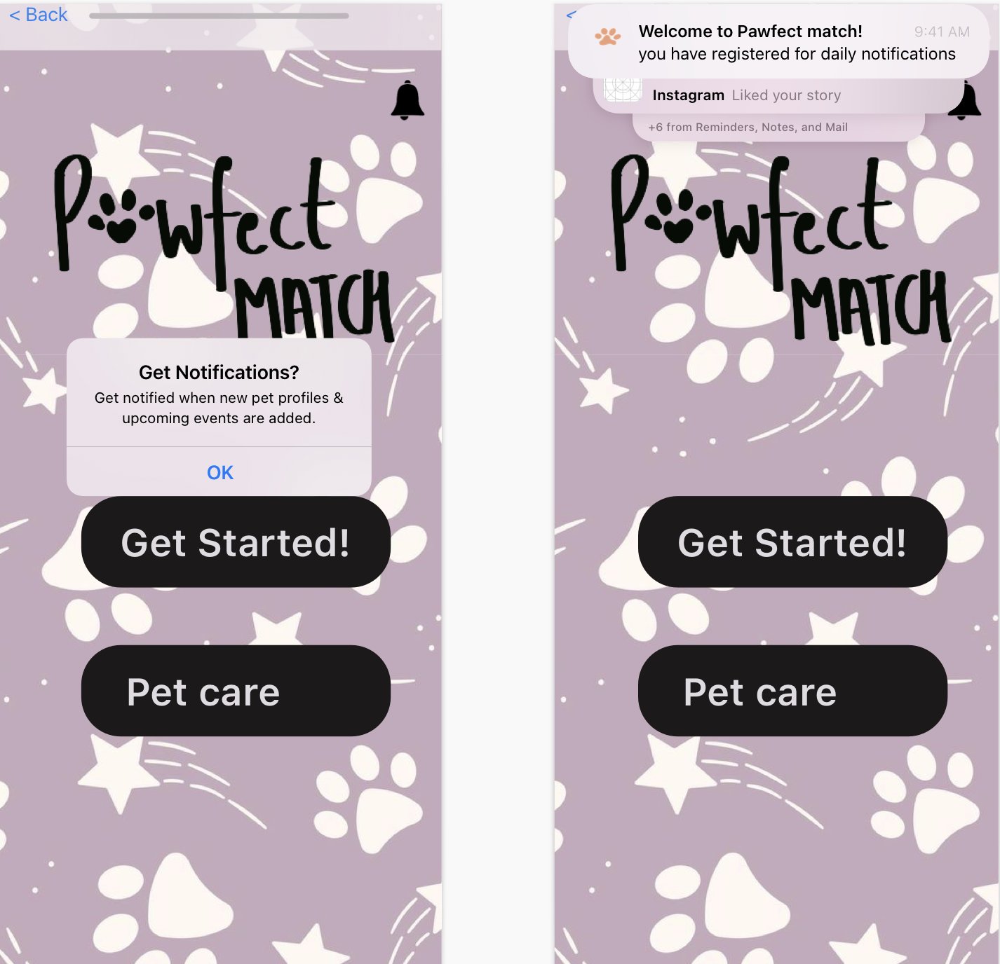 < Back
Pawfect
MATCH
Get Notifications?
Get notified when new pet profiles &
upcoming events are added.
OK
Get Started!
Pet care
<
Welcome to Pawfect match! 9:41 AM
you have registered for daily notifications
Instagram Liked your story
+6 from Reminders, Notes, and Mail
Pawfect
MATCH
Get Started!
Pet care